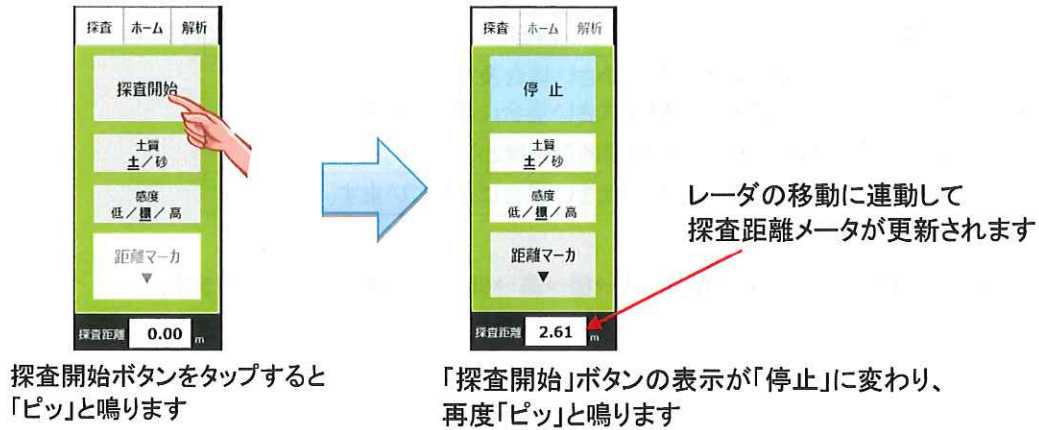 探査 ホーム 解析
探査開始
土質
土／砂
感度
低／標／高
距離マーカ
▼
探査距離 0.00 m
探査開始ボタンをタップすると
「ピッ」と鳴ります
探査 ホーム 解析
停 止
土質
土／砂
感度
低／標／高
距離マーカ
▼
探査距離 2.61 m
レーダの移動に連動して
探査距離メータが更新されます
「探査開始」ボタンの表示が「停止」に変わり、
再度「ピッ」と鳴ります